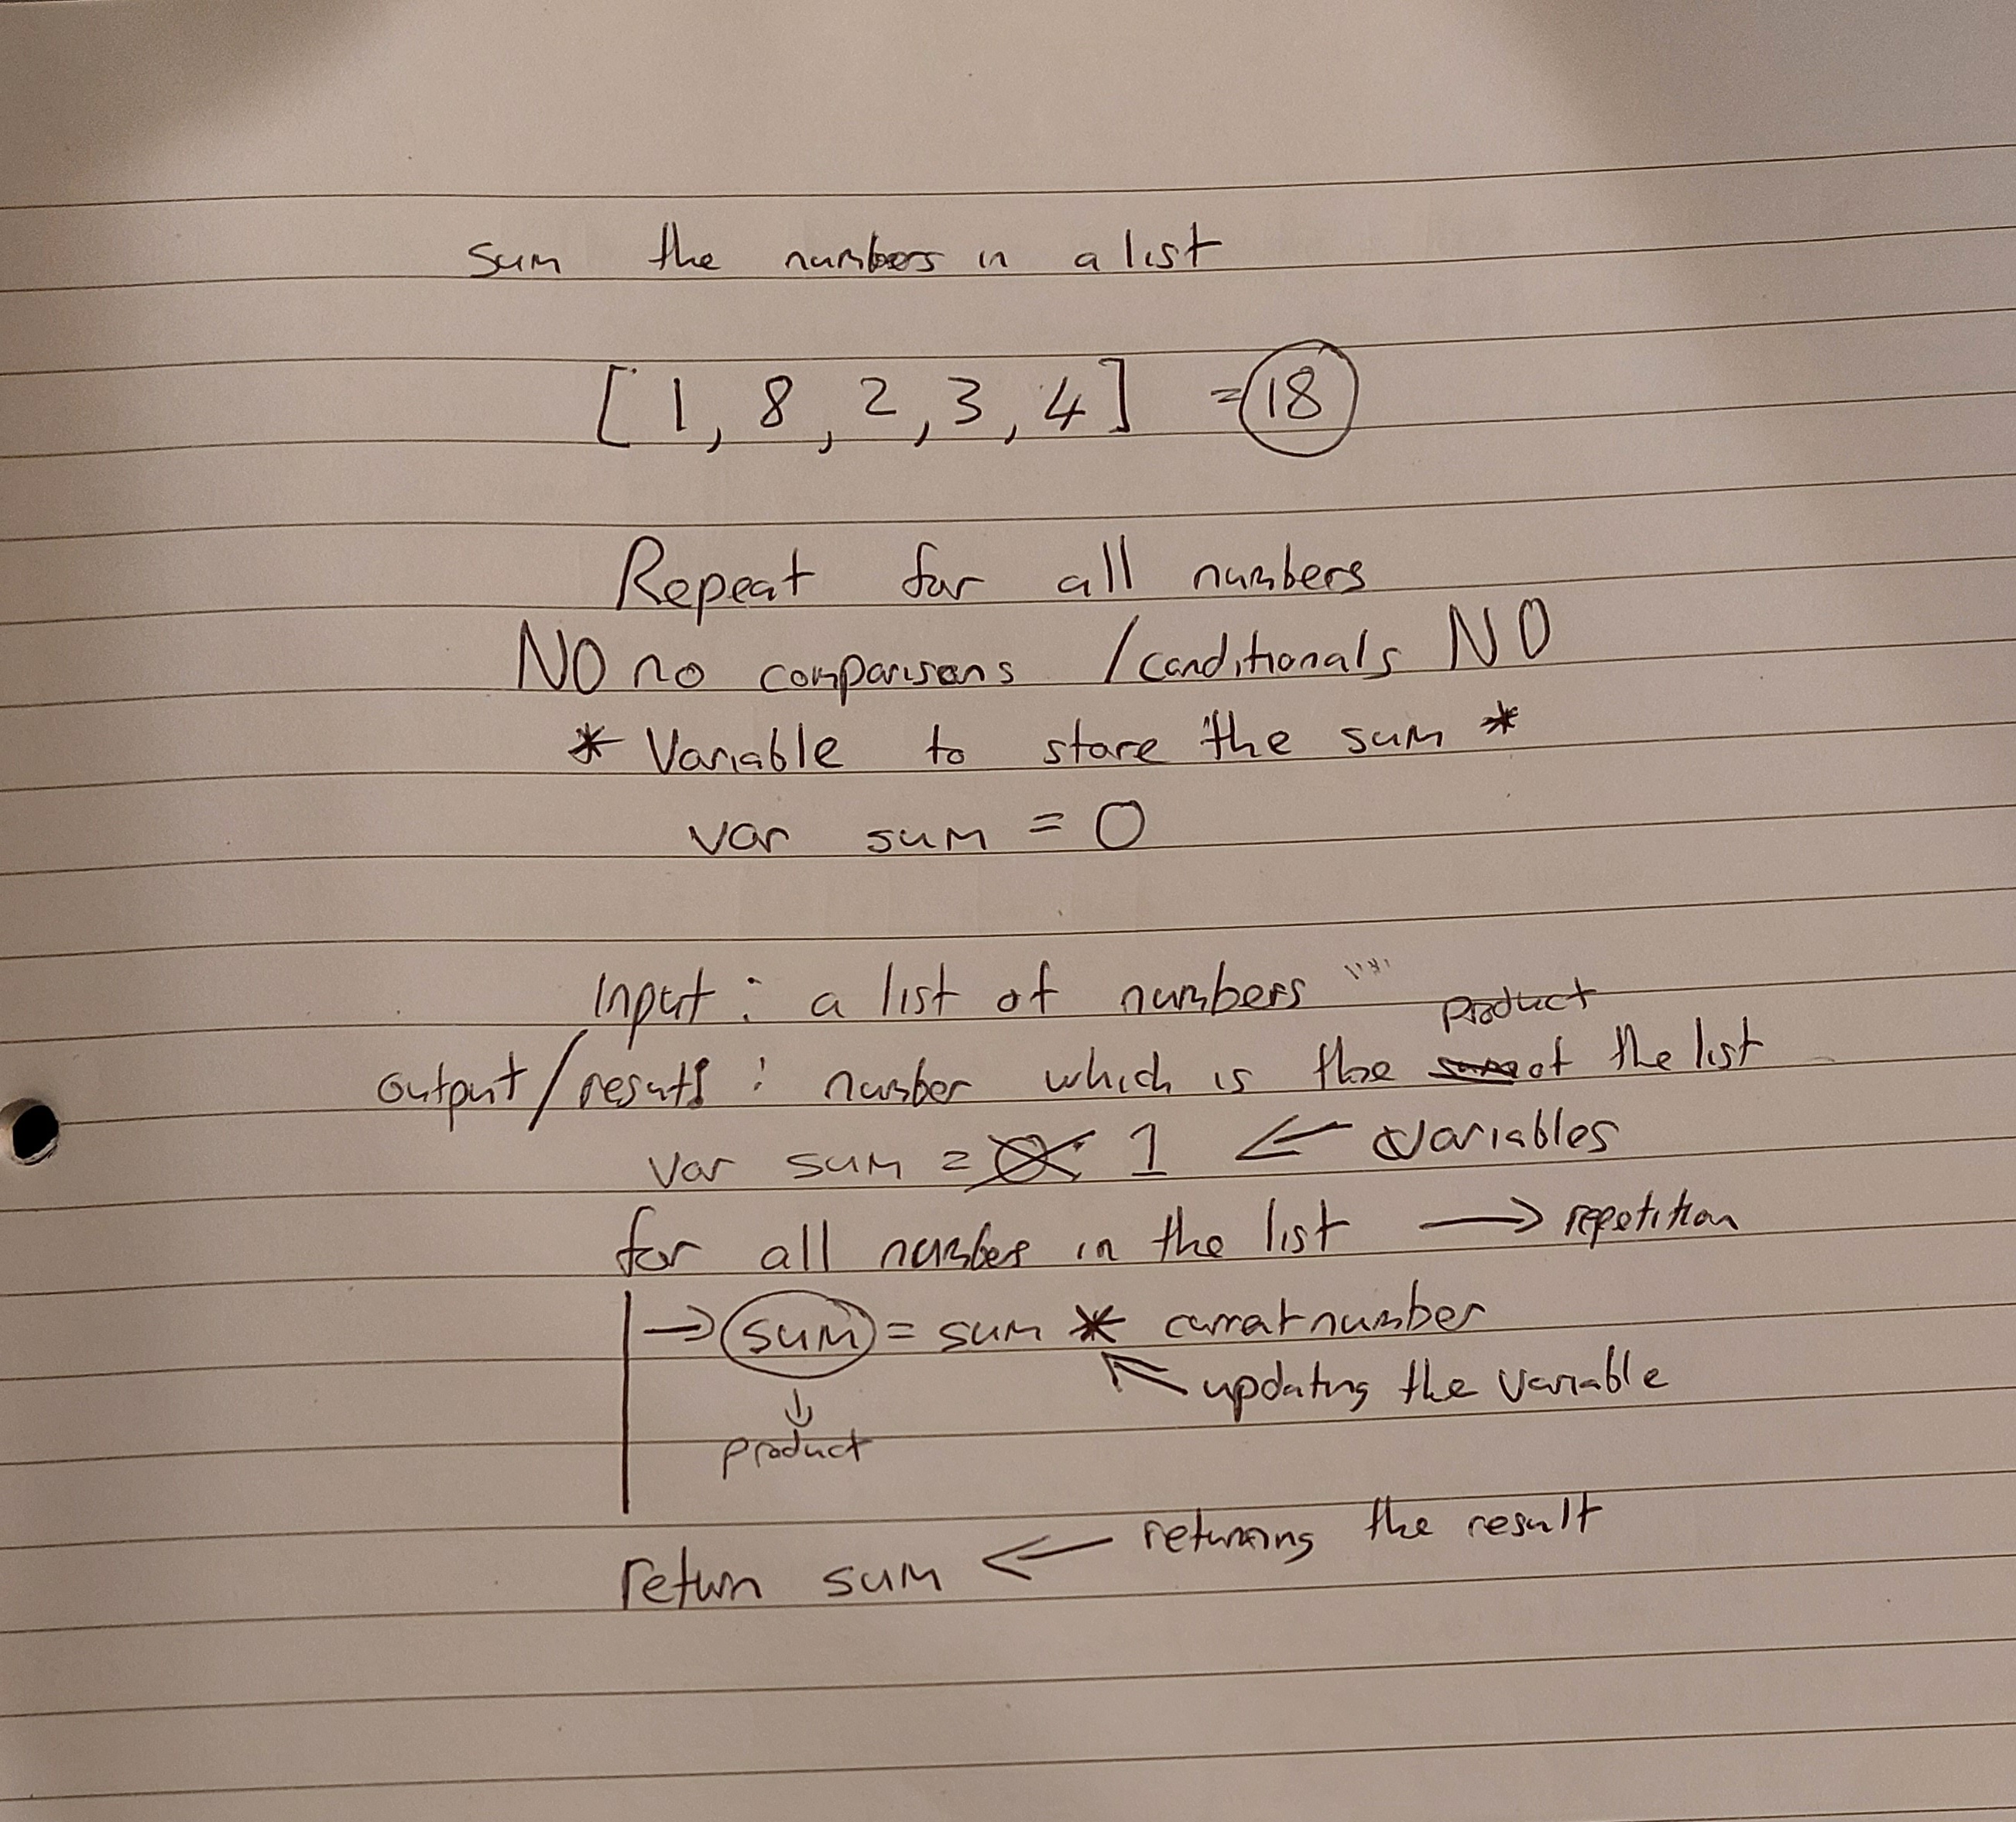 sum the numbers in a list
[1, 8, 2, 3, 4] = 18
Repeat for all numbers
NO no comparisons / conditionals NO
* Variable to store the sum *
var sum = 0
Input : a list of numbers
product
output/result : number which is the sum of the list
var sum = 0 1 ← Variables
for all number in the list → repetition
→ sum = sum * current number
updating the variable
product
return sum ← returning the result